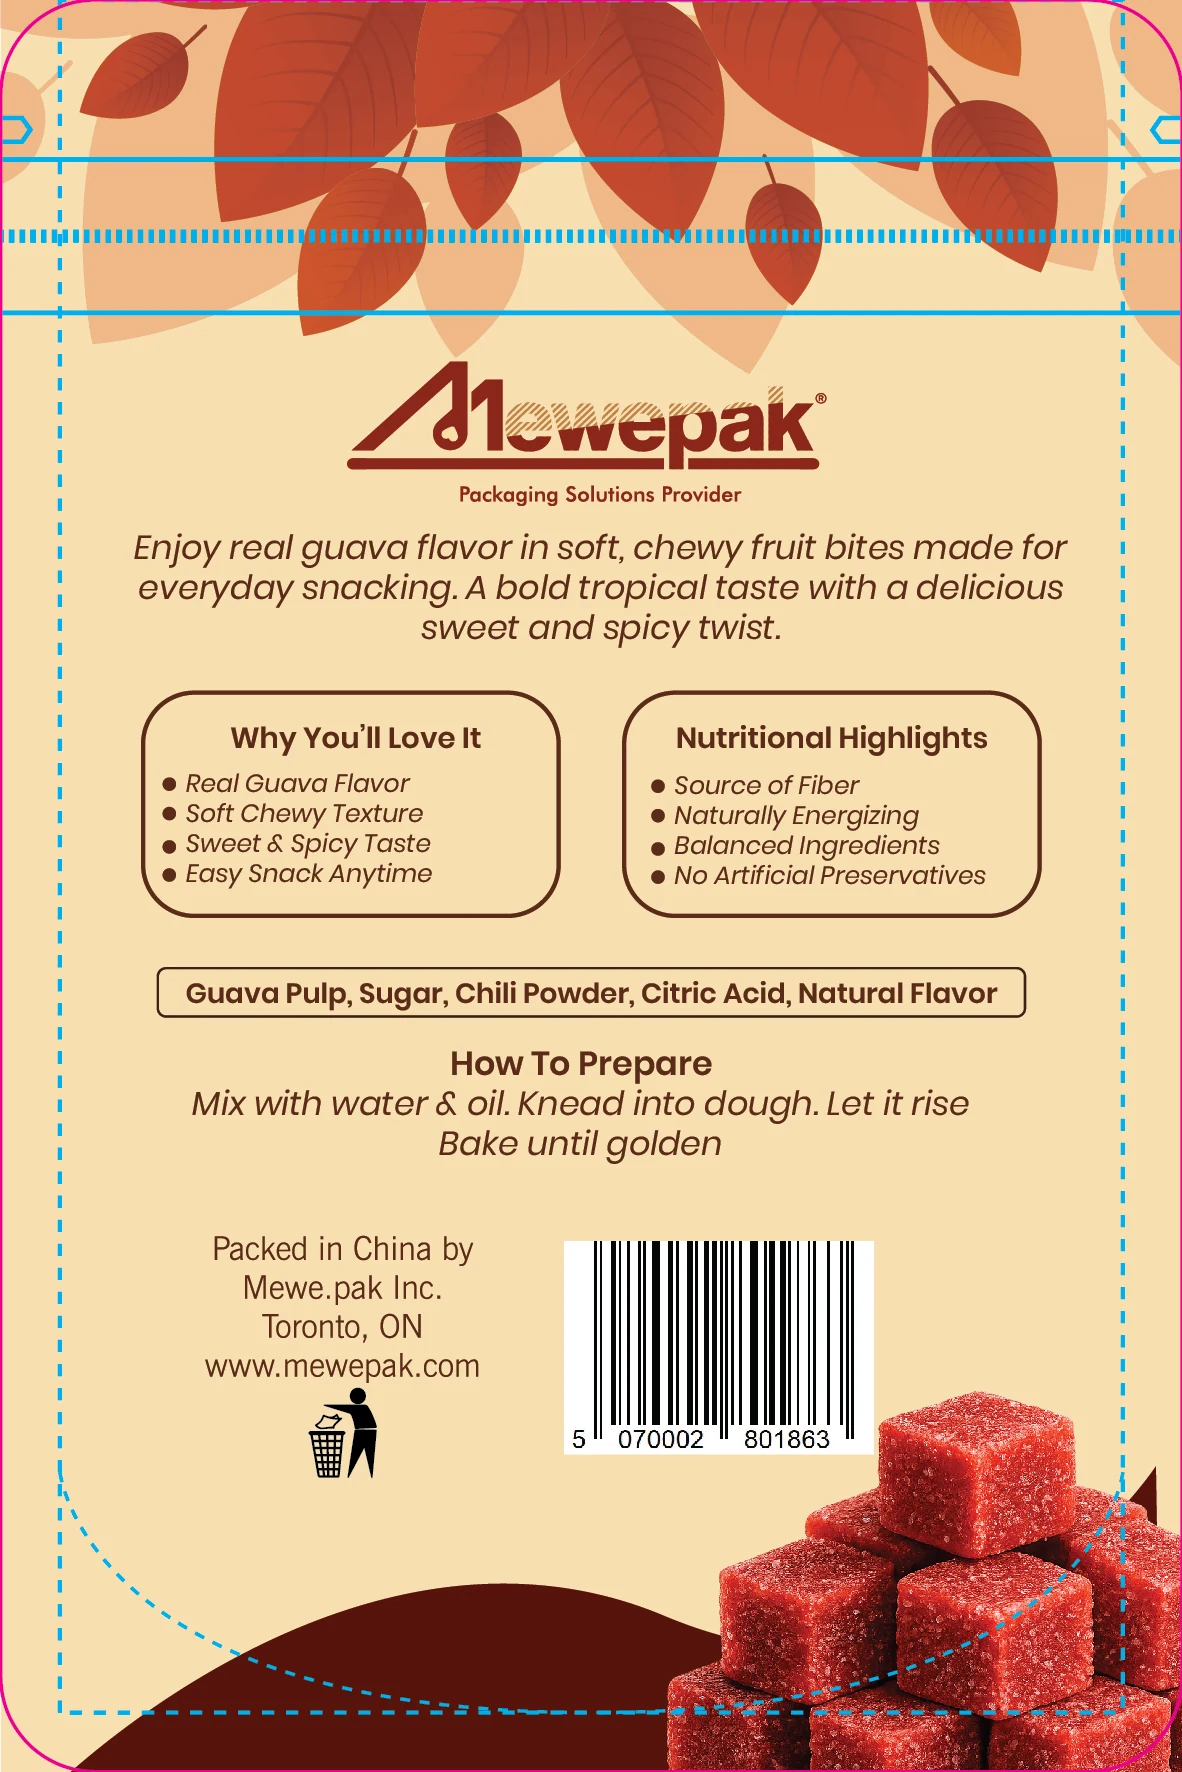 Mewepak®
Packaging Solutions Provider
Enjoy real guava flavor in soft, chewy fruit bites made for
everyday snacking. A bold tropical taste with a delicious
sweet and spicy twist.
Why You'll Love It
● Real Guava Flavor
● Soft Chewy Texture
● Sweet & Spicy Taste
● Easy Snack Anytime
Nutritional Highlights
● Source of Fiber
● Naturally Energizing
● Balanced Ingredients
● No Artificial Preservatives
Guava Pulp, Sugar, Chili Powder, Citric Acid, Natural Flavor
How To Prepare
Mix with water & oil. Knead into dough. Let it rise
Bake until golden
Packed in China by
Mewe.pak Inc.
Toronto, ON
www.mewepak.com
5 070002 801863